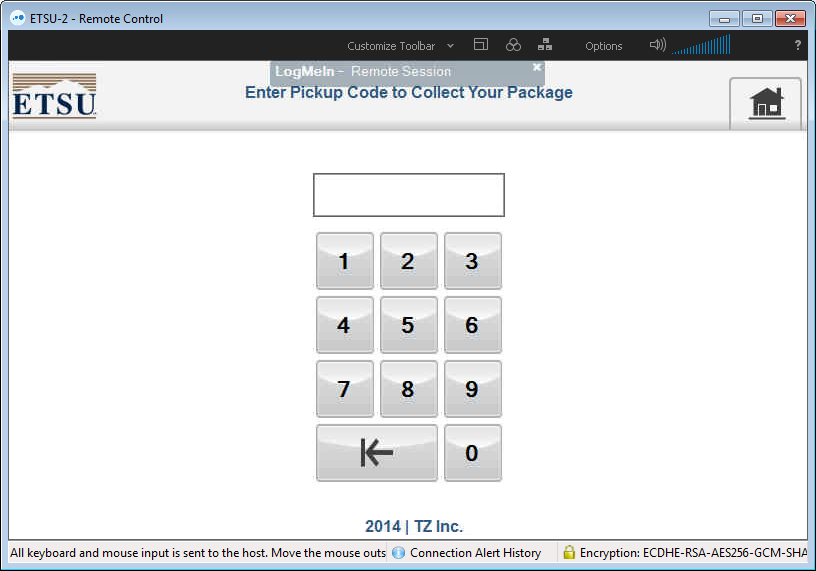 ETSU-2 - Remote Control
Customize Toolbar
Options
?
LogMeIn - Remote Session
ETSU
Enter Pickup Code to Collect Your Package
1 2 3
4 5 6
7 8 9
0
2014 | TZ Inc.
All keyboard and mouse input is sent to the host. Move the mouse outs
Connection Alert History
Encryption: ECDHE-RSA-AES256-GCM-SHA